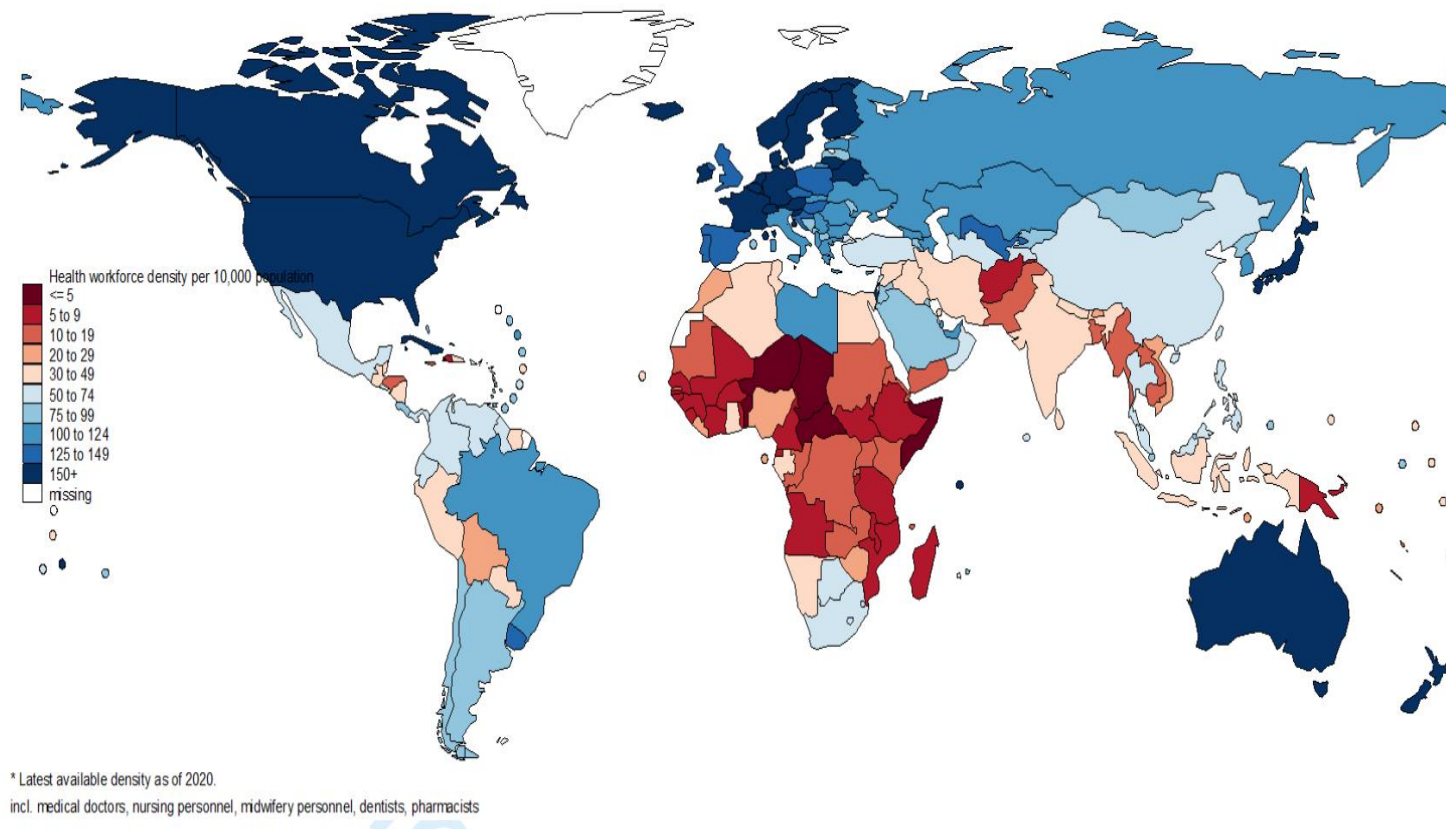 Health workforce density per 10,000 population
<= 5
5 to 9
10 to 19
20 to 29
30 to 49
50 to 74
75 to 99
100 to 124
125 to 149
150+
missing
* Latest available density as of 2020.
incl. medical doctors, nursing personnel, midwifery personnel, dentists, pharmacists